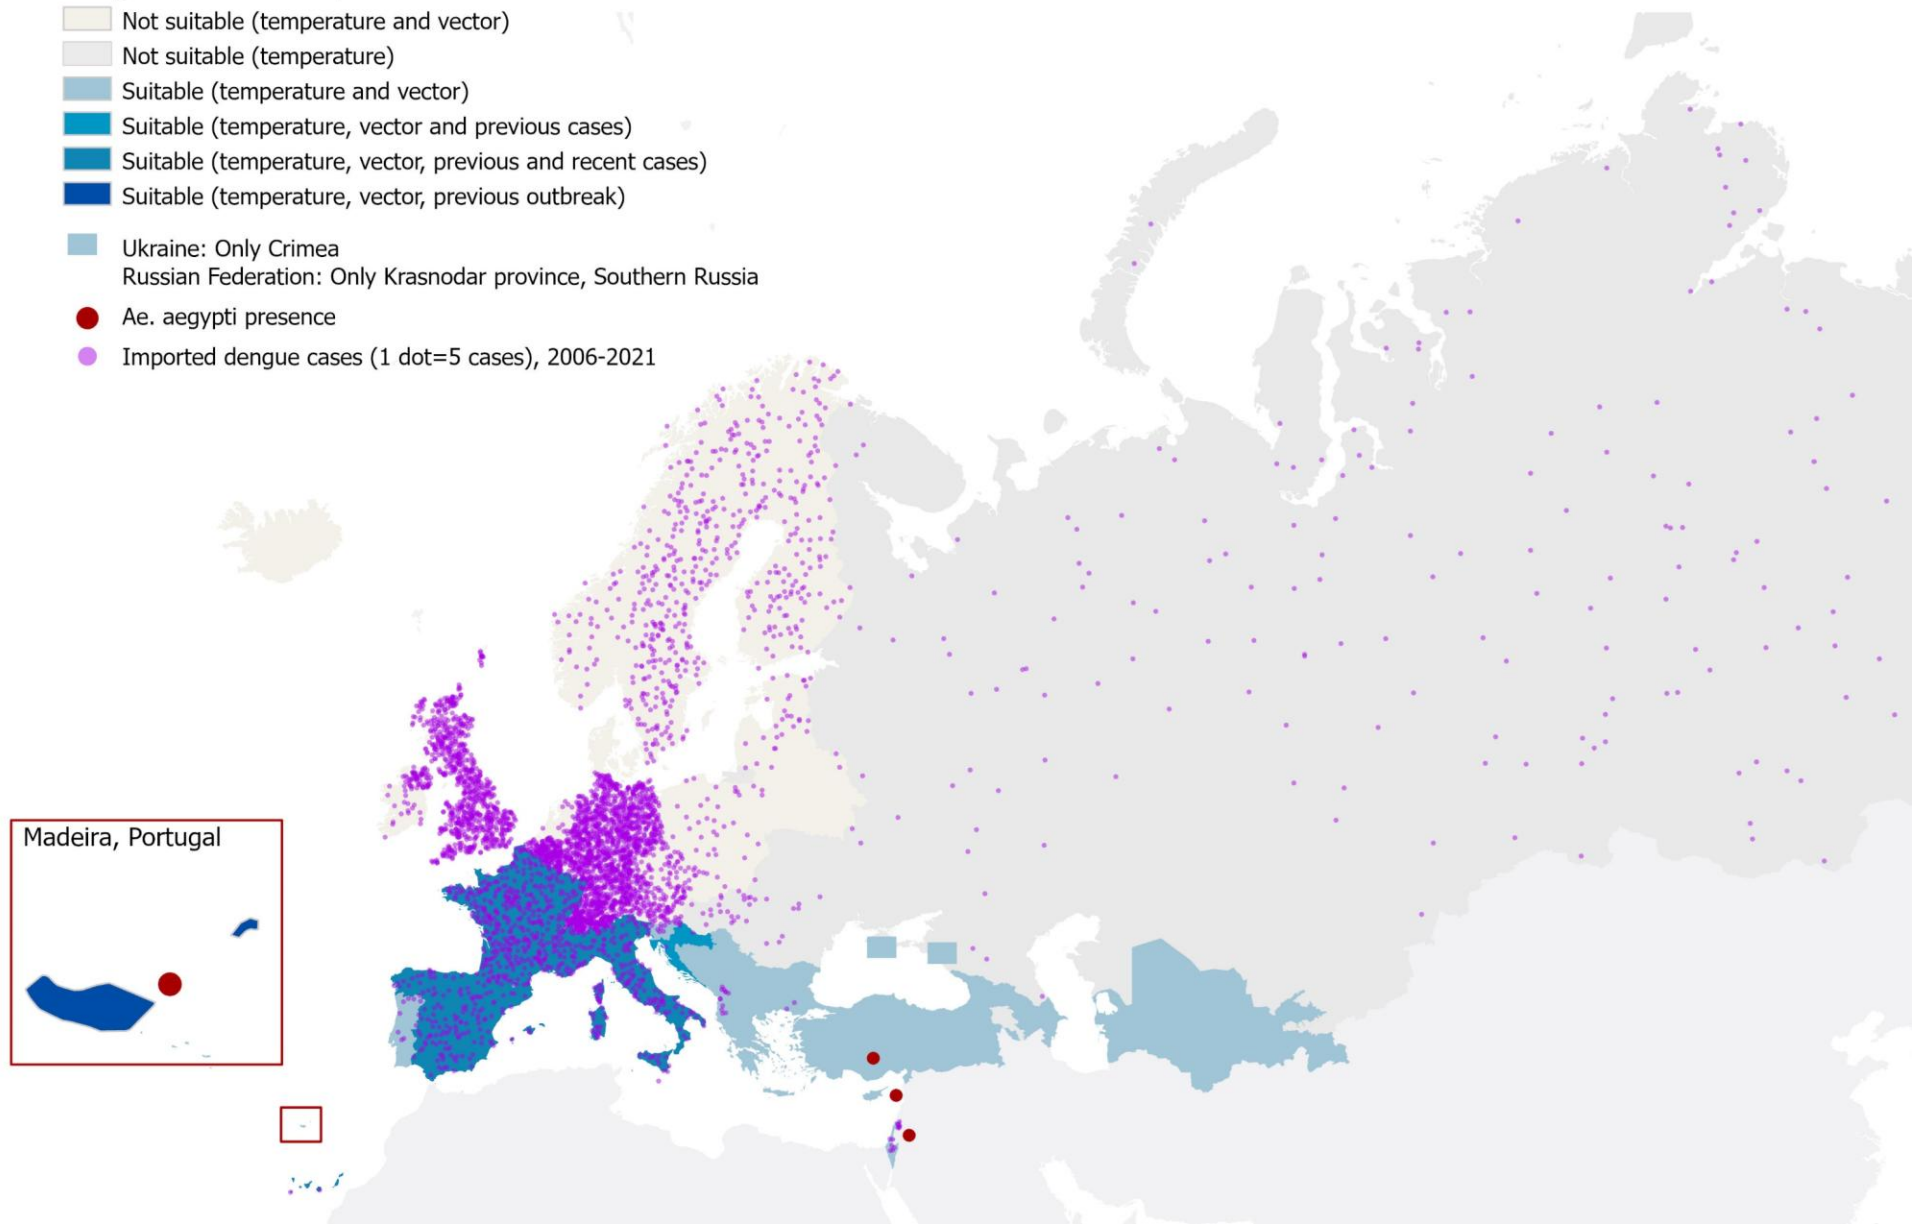 Not suitable (temperature and vector)
Not suitable (temperature)
Suitable (temperature and vector)
Suitable (temperature, vector and previous cases)
Suitable (temperature, vector, previous and recent cases)
Suitable (temperature, vector, previous outbreak)
Ukraine: Only Crimea
Russian Federation: Only Krasnodar province, Southern Russia
Ae. aegypti presence
Imported dengue cases (1 dot=5 cases), 2006-2021
Madeira, Portugal